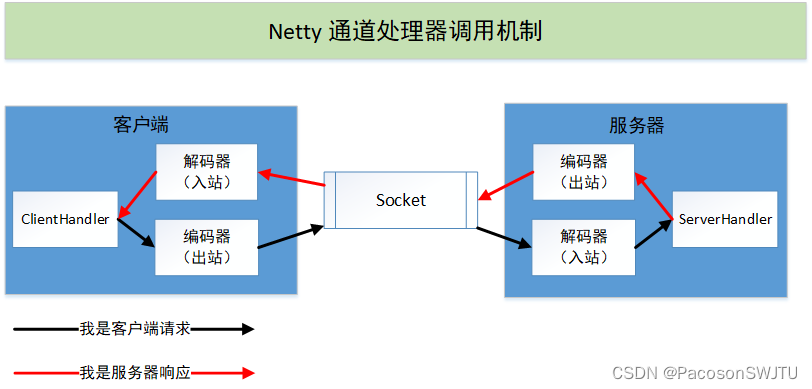 Netty 通道处理器调用机制
客户端
解码器
（入站）
ClientHandler
编码器
（出站）
Socket
服务器
编码器
（出站）
ServerHandler
解码器
（入站）
我是客户端请求
我是服务器响应
CSDN @PacosonSWJTU